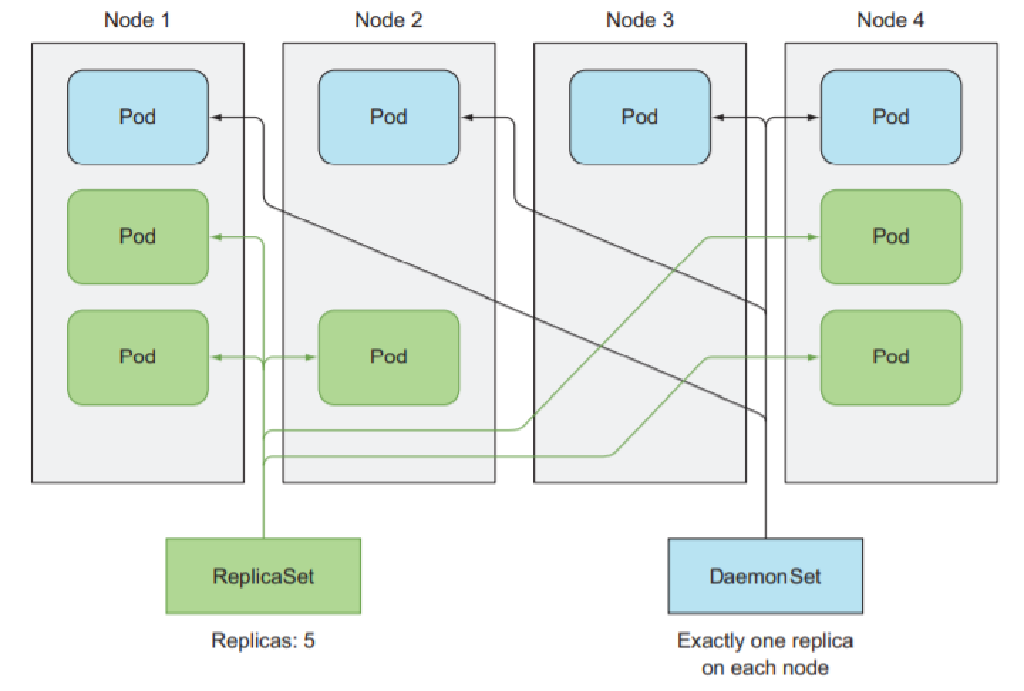 Node 1
Node 2
Node 3
Node 4
Pod
Pod
Pod
Pod
Pod
Pod
Pod
Pod
Pod
ReplicaSet
DaemonSet
Replicas: 5
Exactly one replica
on each node